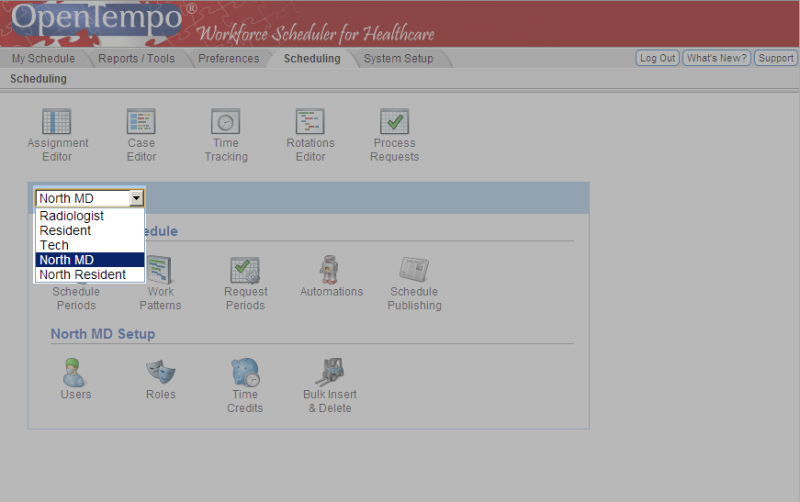 OpenTempo®
Workforce Scheduler for Healthcare
My Schedule Reports / Tools Preferences Scheduling System Setup Log Out What's New? Support
Scheduling
Assignment Editor
Case Editor
Time Tracking
Rotations Editor
Process Requests
North MD
Radiologist
Resident
Tech
North MD
North Resident
edule
Schedule Periods
Work Patterns
Request Periods
Automations
Schedule Publishing
North MD Setup
Users
Roles
Time Credits
Bulk Insert & Delete